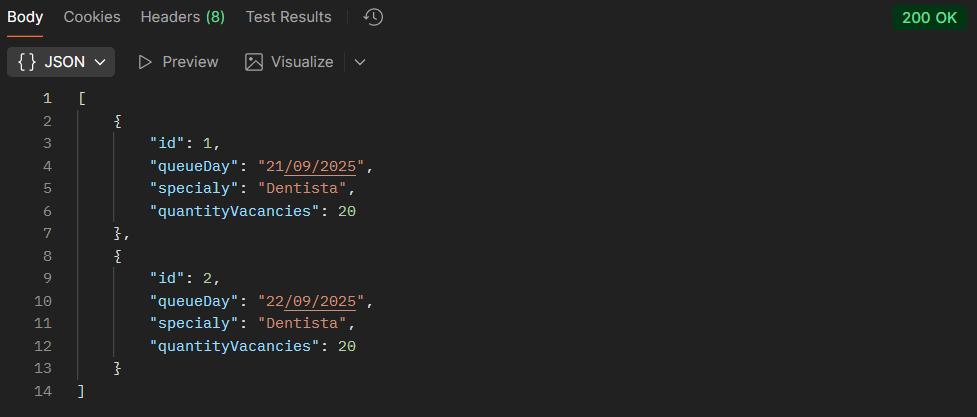 Body Cookies Headers (8) Test Results 200 OK
{} JSON Preview Visualize
1 [
2 {
3 "id": 1,
4 "queueDay": "21/09/2025",
5 "specialy": "Dentista",
6 "quantityVacancies": 20
7 },
8 {
9 "id": 2,
10 "queueDay": "22/09/2025",
11 "specialy": "Dentista",
12 "quantityVacancies": 20
13 }
14 ]